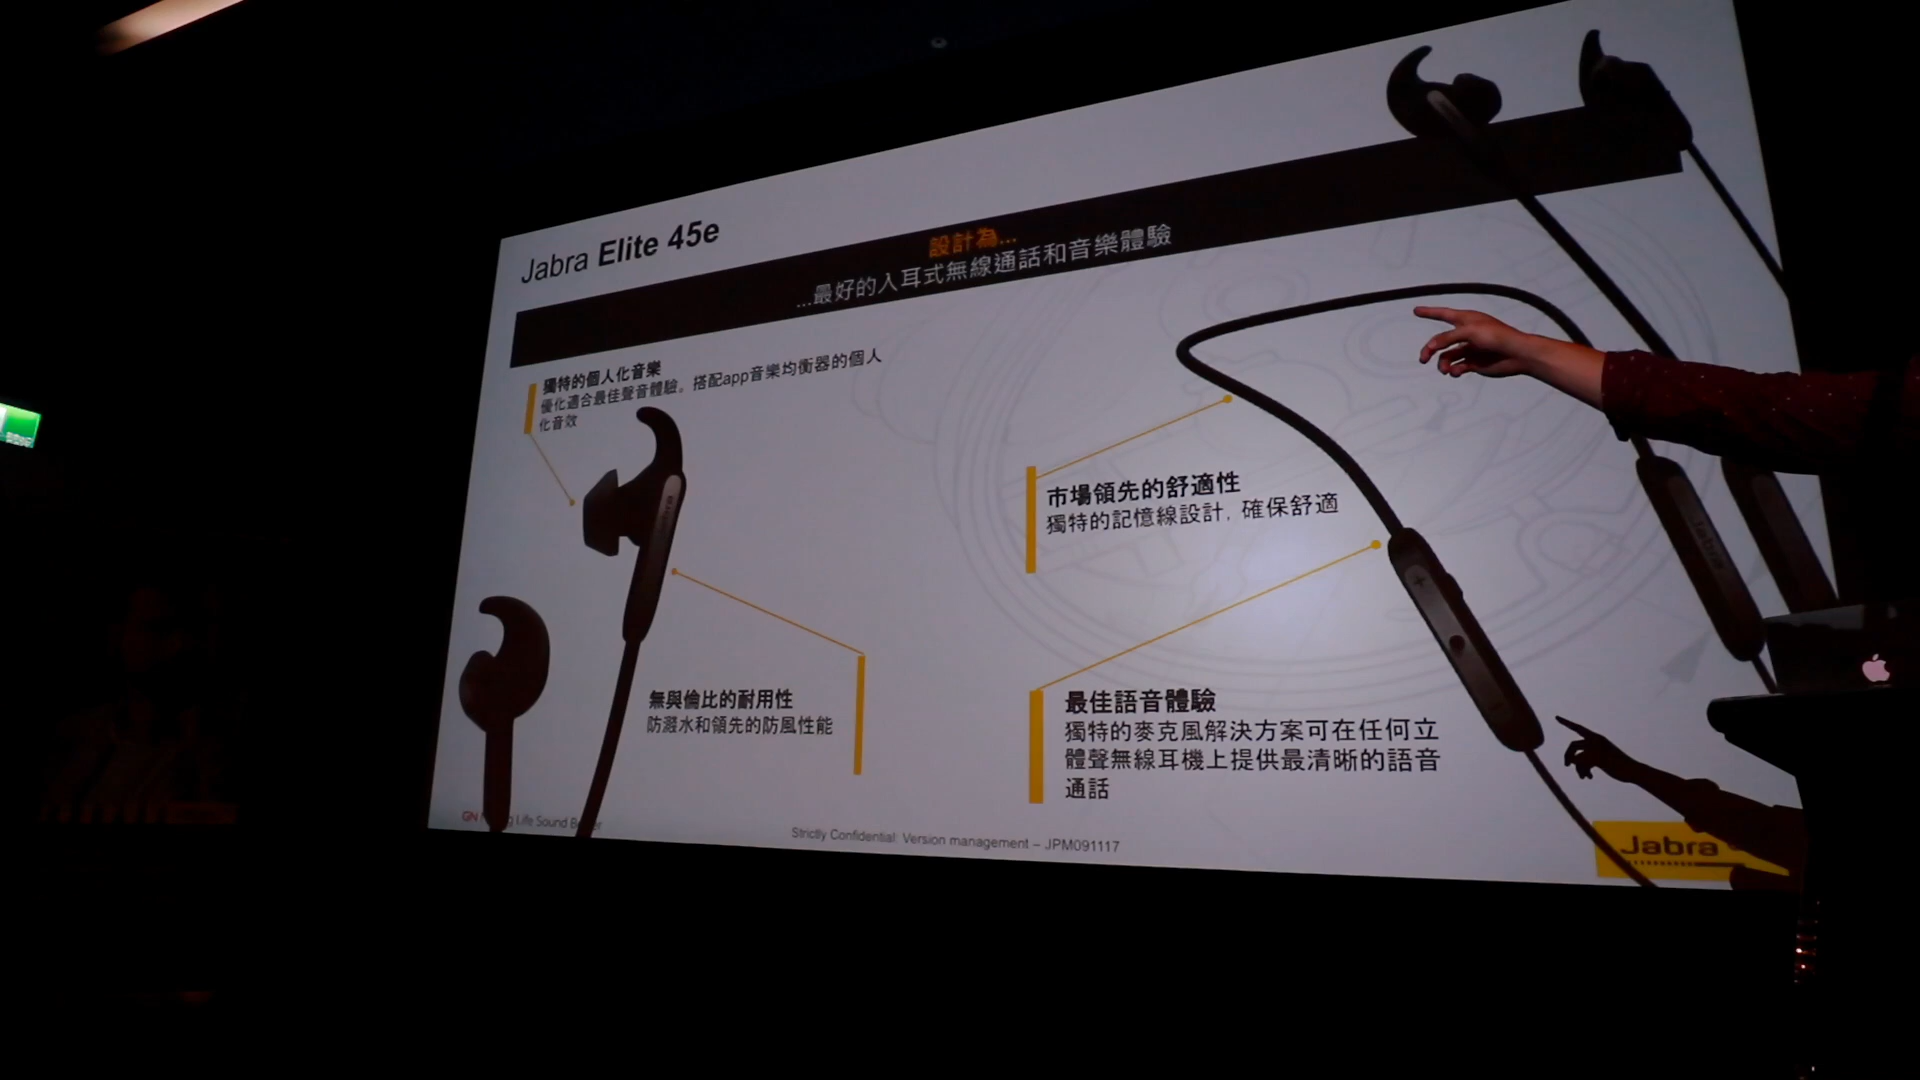 Jabra Elite 45e
設計為...
...最好的入耳式無線通話和音樂體驗
獨特的個人化音樂
優化適合最佳聲音體驗。搭配app音樂均衡器的個人
化音效
市場領先的舒適性
獨特的記憶線設計, 確保舒適
無與倫比的耐用性
防濺水和領先的防風性能
最佳語音體驗
獨特的麥克風解決方案可在任何立
體聲無線耳機上提供最清晰的語音
通話
GN
Life Sound
Strictly Confidential: Version management – JPM091117
Jabra
Jabra
Jabra